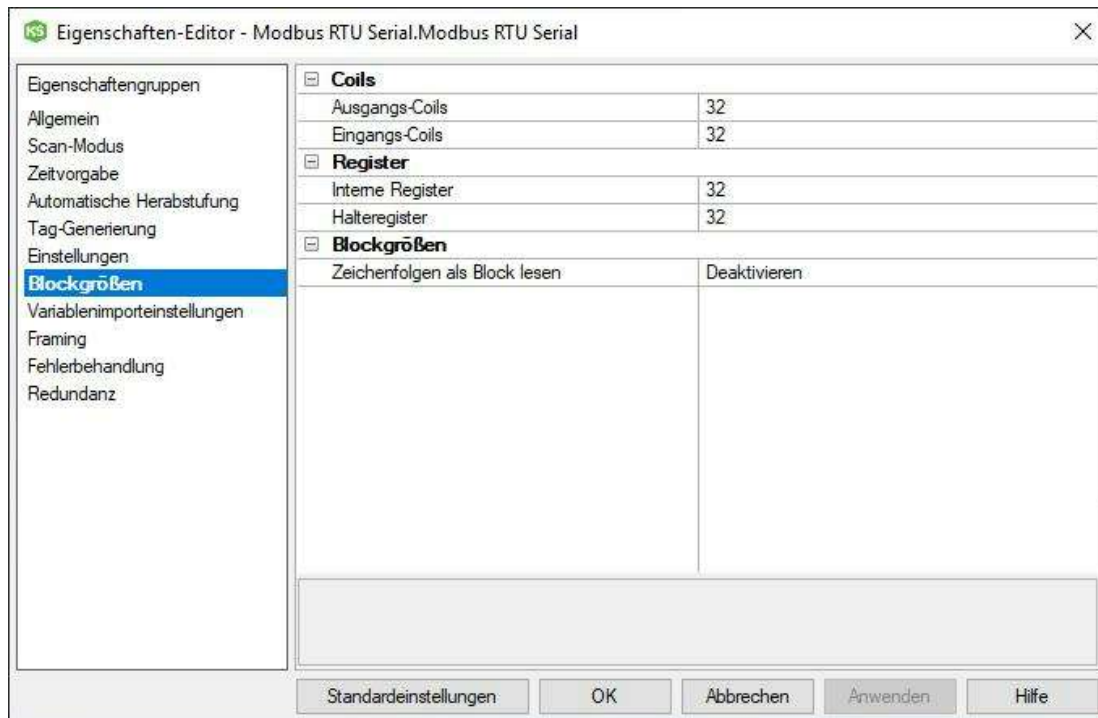 KS Eigenschaften-Editor - Modbus RTU Serial.Modbus RTU Serial
Eigenschaftengruppen
Allgemein
Scan-Modus
Zeitvorgabe
Automatische Herabstufung
Tag-Generierung
Einstellungen
Blockgrößen
Variablenimporteinstellungen
Framing
Fehlerbehandlung
Redundanz
Coils
Ausgangs-Coils 32
Eingangs-Coils 32
Register
Interne Register 32
Halteregister 32
Blockgrößen
Zeichenfolgen als Block lesen Deaktivieren
Standardeinstellungen OK Abbrechen Anwenden Hilfe